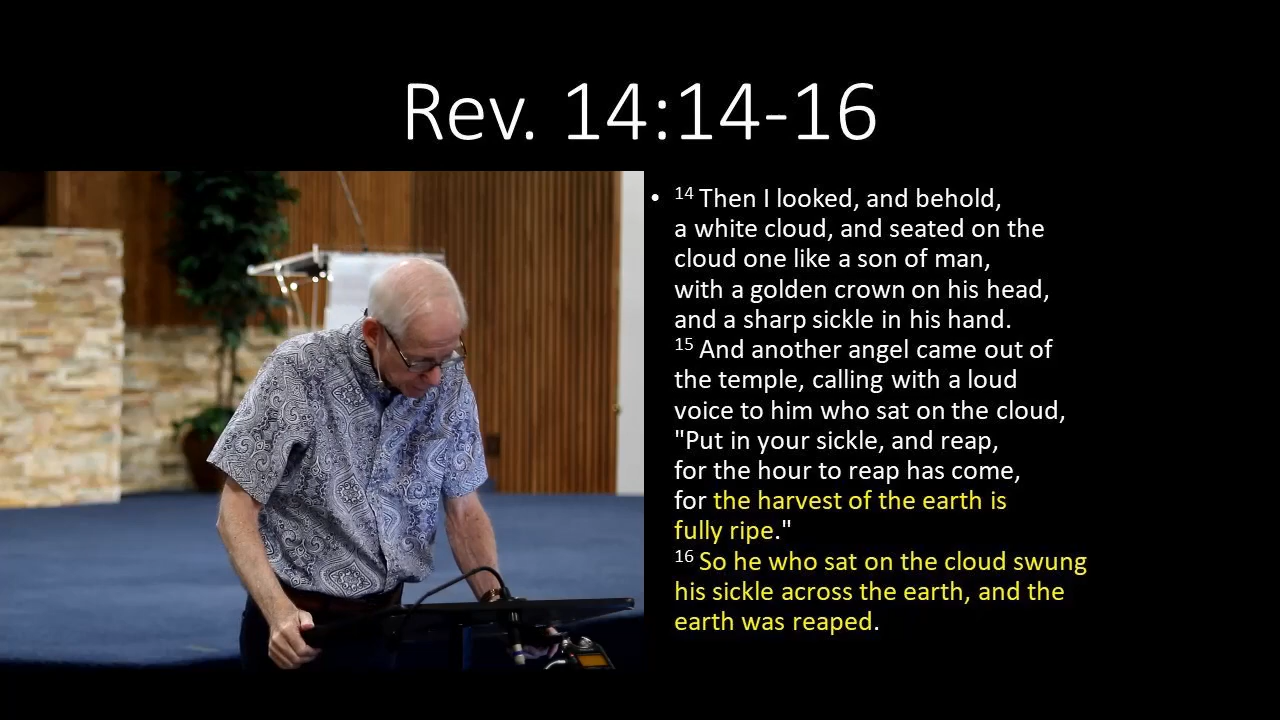 Rev. 14:14-16
• 14 Then I looked, and behold,
a white cloud, and seated on the
cloud one like a son of man,
with a golden crown on his head,
and a sharp sickle in his hand.
15 And another angel came out of
the temple, calling with a loud
voice to him who sat on the cloud,
"Put in your sickle, and reap,
for the hour to reap has come,
for the harvest of the earth is
fully ripe."
16 So he who sat on the cloud swung
his sickle across the earth, and the
earth was reaped.